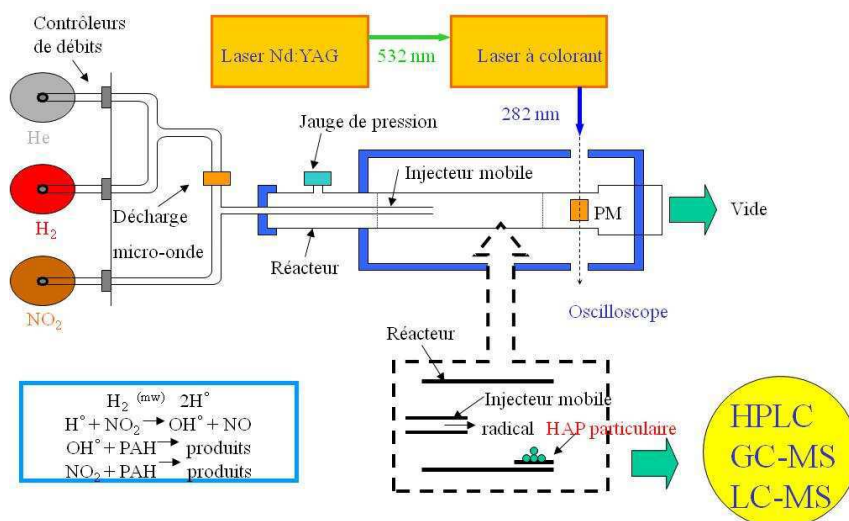 Contrôleurs
de débits
Laser Nd:YAG
532 nm
Laser à colorant
282 nm
He
Jauge de pression
Injecteur mobile
H₂
Décharge
micro-onde
PM
Vide
Réacteur
NO₂
Oscilloscope
Réacteur
Injecteur mobile
radical
HAP particulaire
H₂ (mw) 2H°
H° + NO₂ → OH° + NO
OH° + PAH → produits
NO₂ + PAH → produits
HPLC
GC-MS
LC-MS